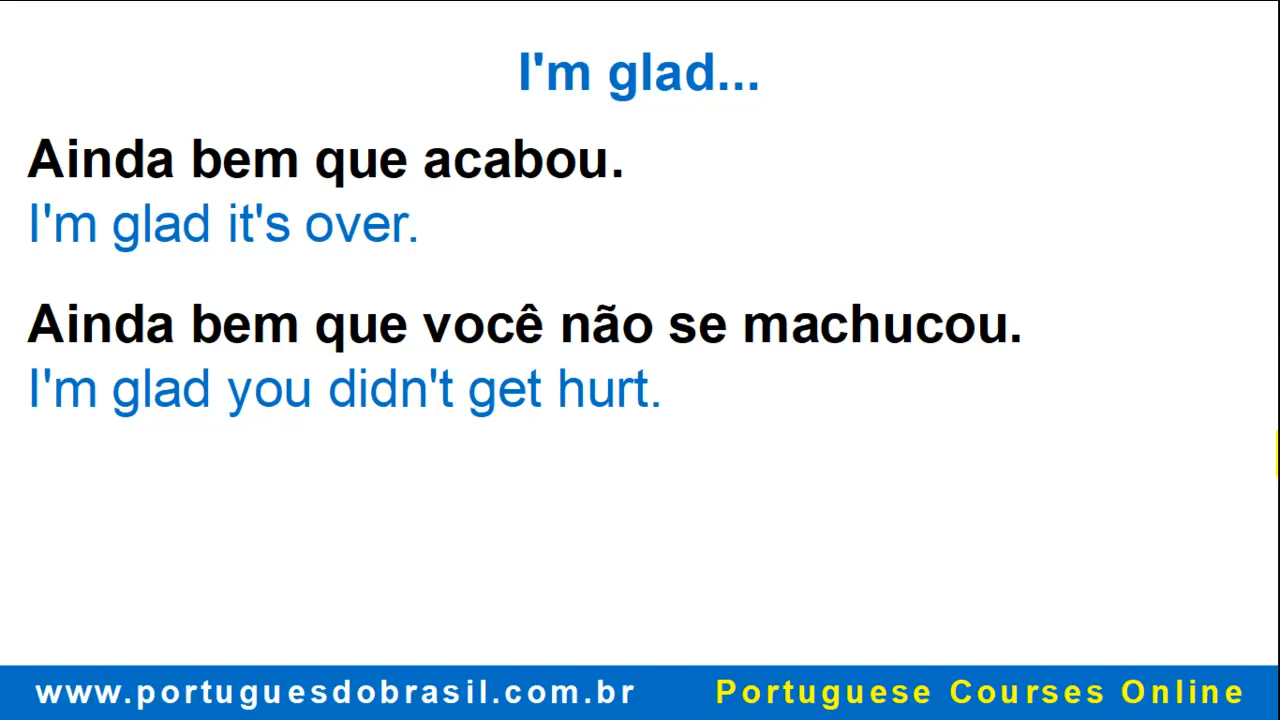 I'm glad...
Ainda bem que acabou.
I'm glad it's over.
Ainda bem que você não se machucou.
I'm glad you didn't get hurt.
www.portuguesdobrasil.com.br Portuguese Courses Online